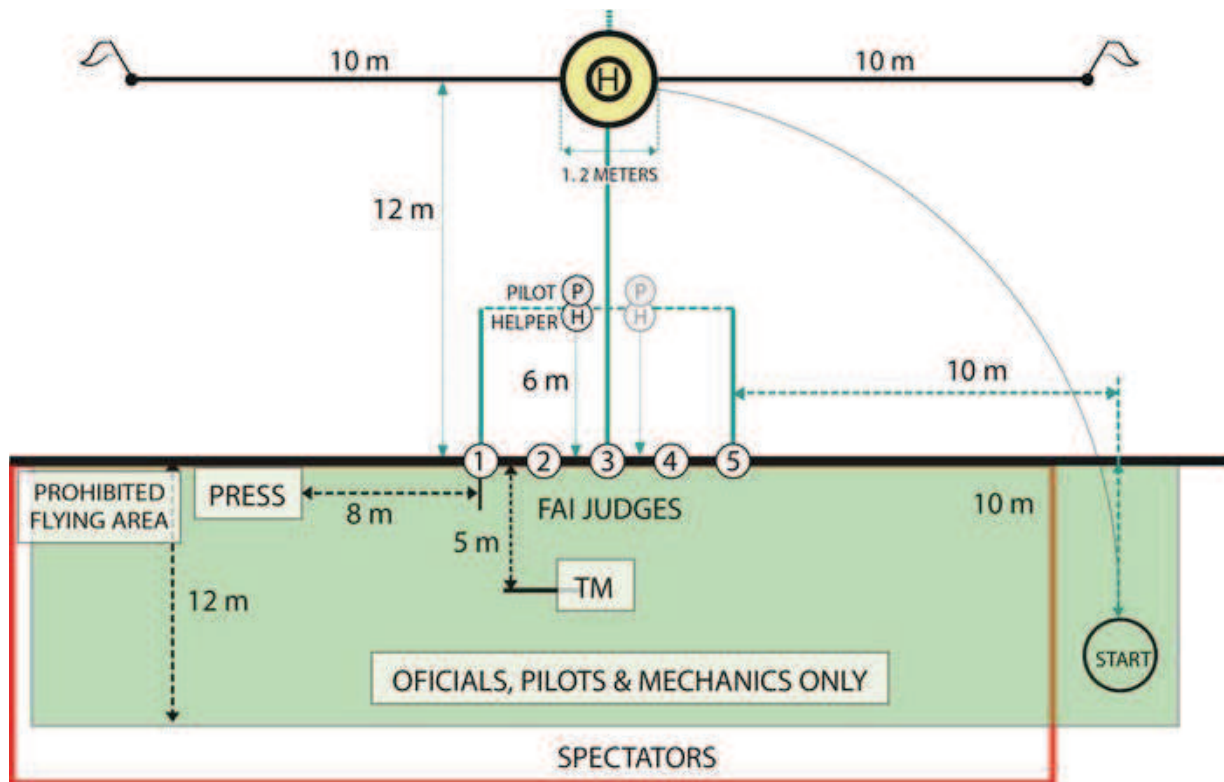 10 m
H
10 m
1. 2 METERS
12 m
PILOT P
P
HELPER H
H
6 m
10 m
1
2
3
4
5
PROHIBITED
FLYING AREA
PRESS
8 m
FAI JUDGES
5 m
10 m
TM
12 m
START
OFICIALS, PILOTS & MECHANICS ONLY
SPECTATORS